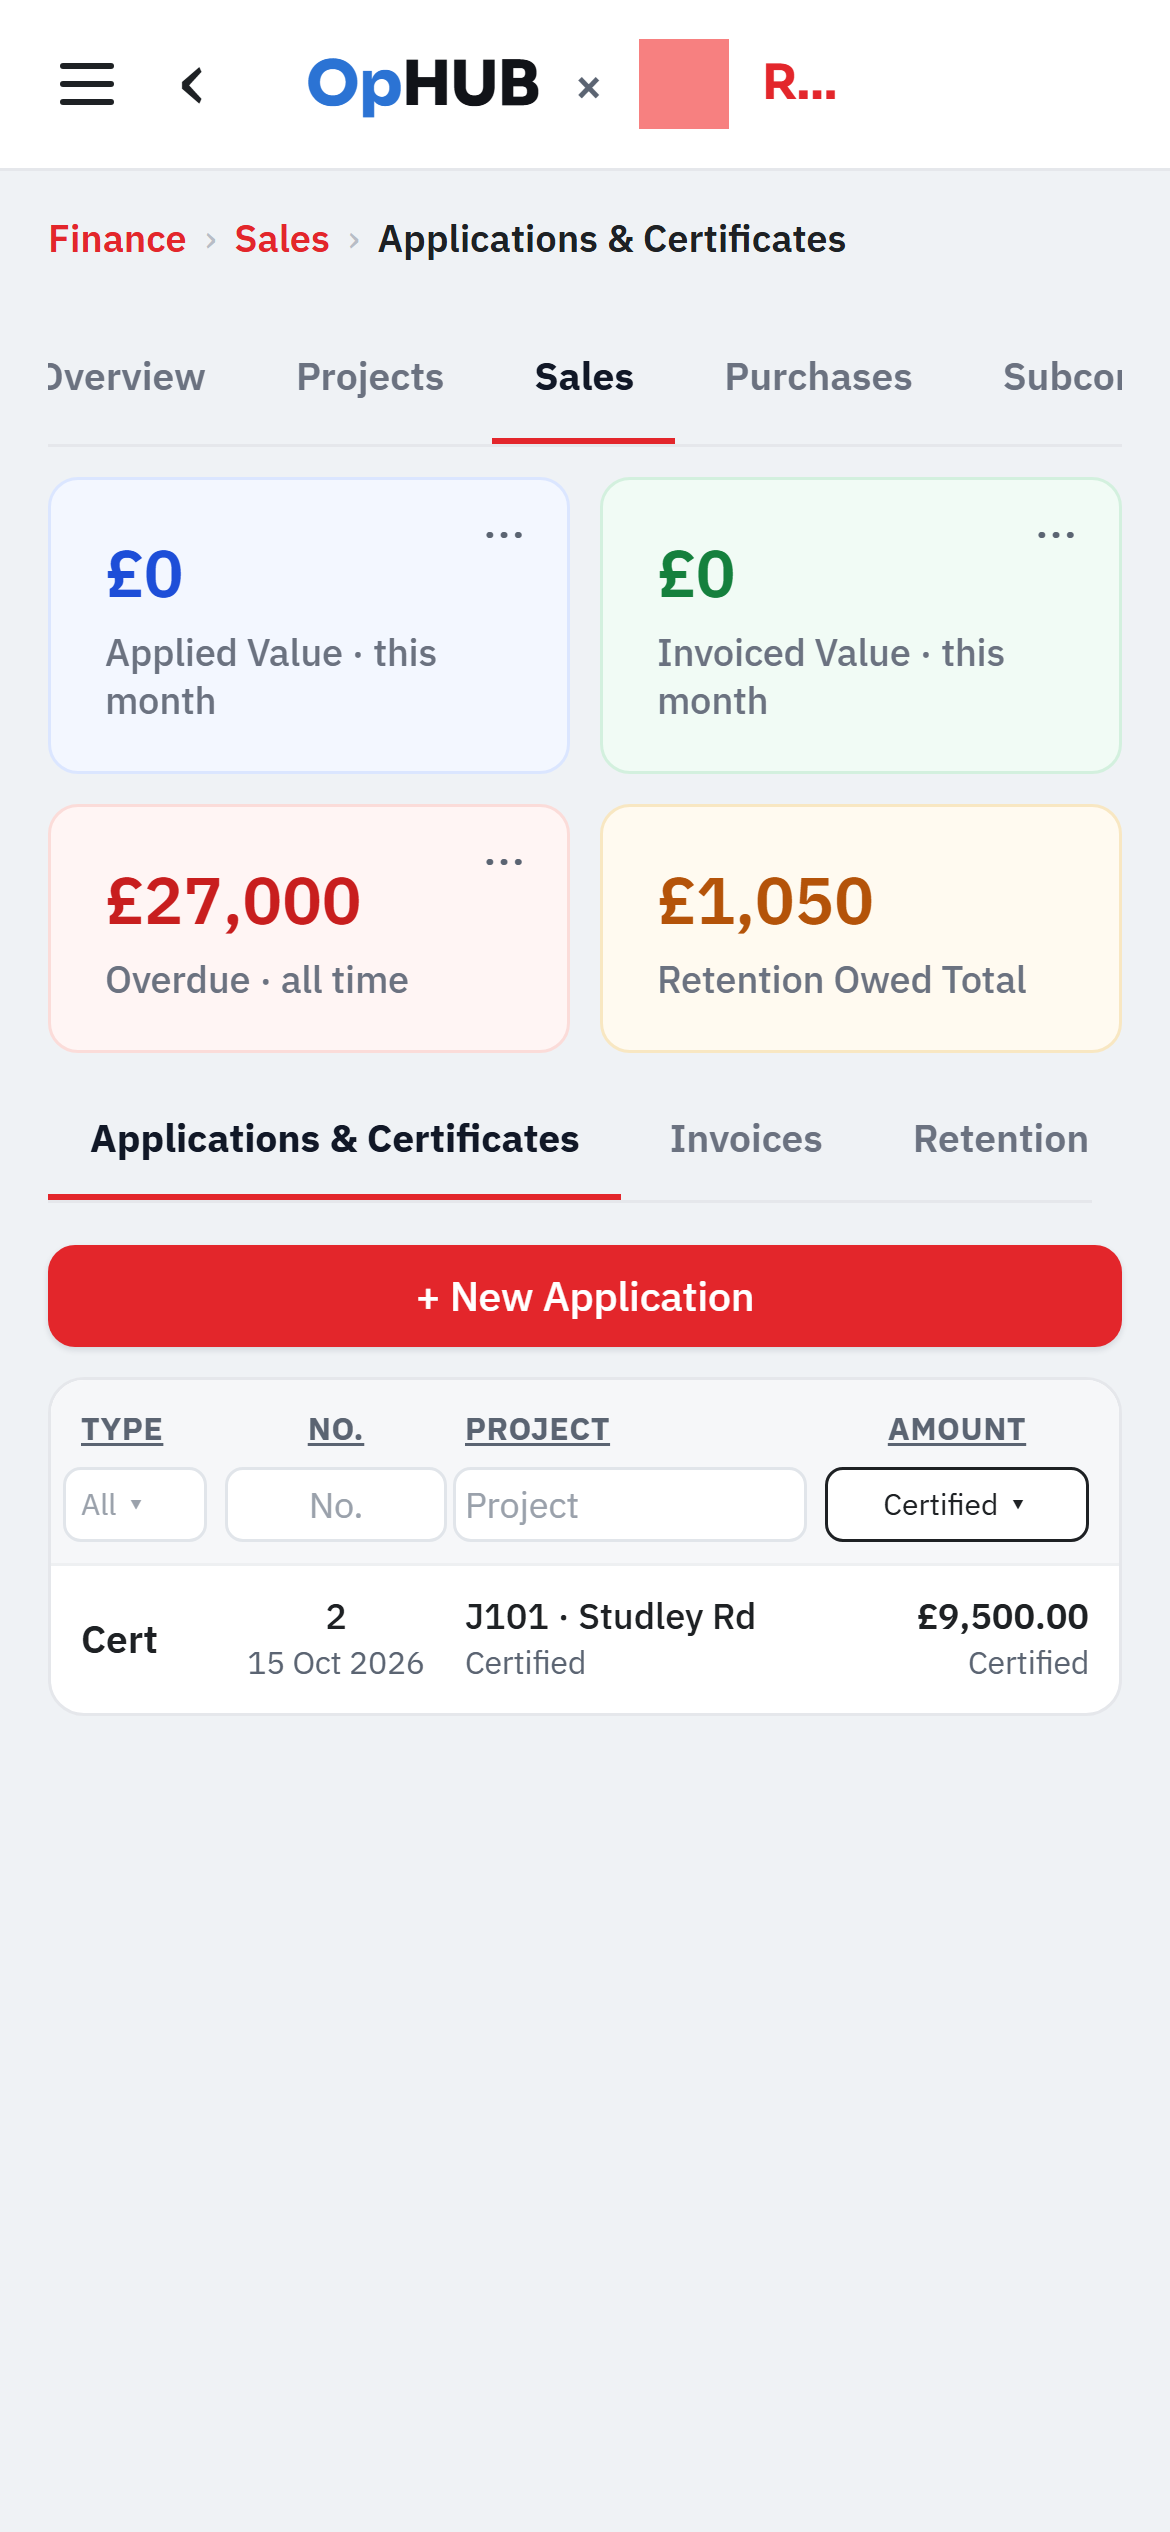 OpHUB × R...
Finance › Sales › Applications & Certificates
Overview Projects Sales Purchases Subcon
£0
Applied Value · this
month
£0
Invoiced Value · this
month
£27,000
Overdue · all time
£1,050
Retention Owed Total
Applications & Certificates Invoices Retention
+ New Application
TYPE NO. PROJECT AMOUNT
All ▾ No. Project Certified ▾
Cert
2
15 Oct 2026
J101 · Studley Rd
Certified
£9,500.00
Certified